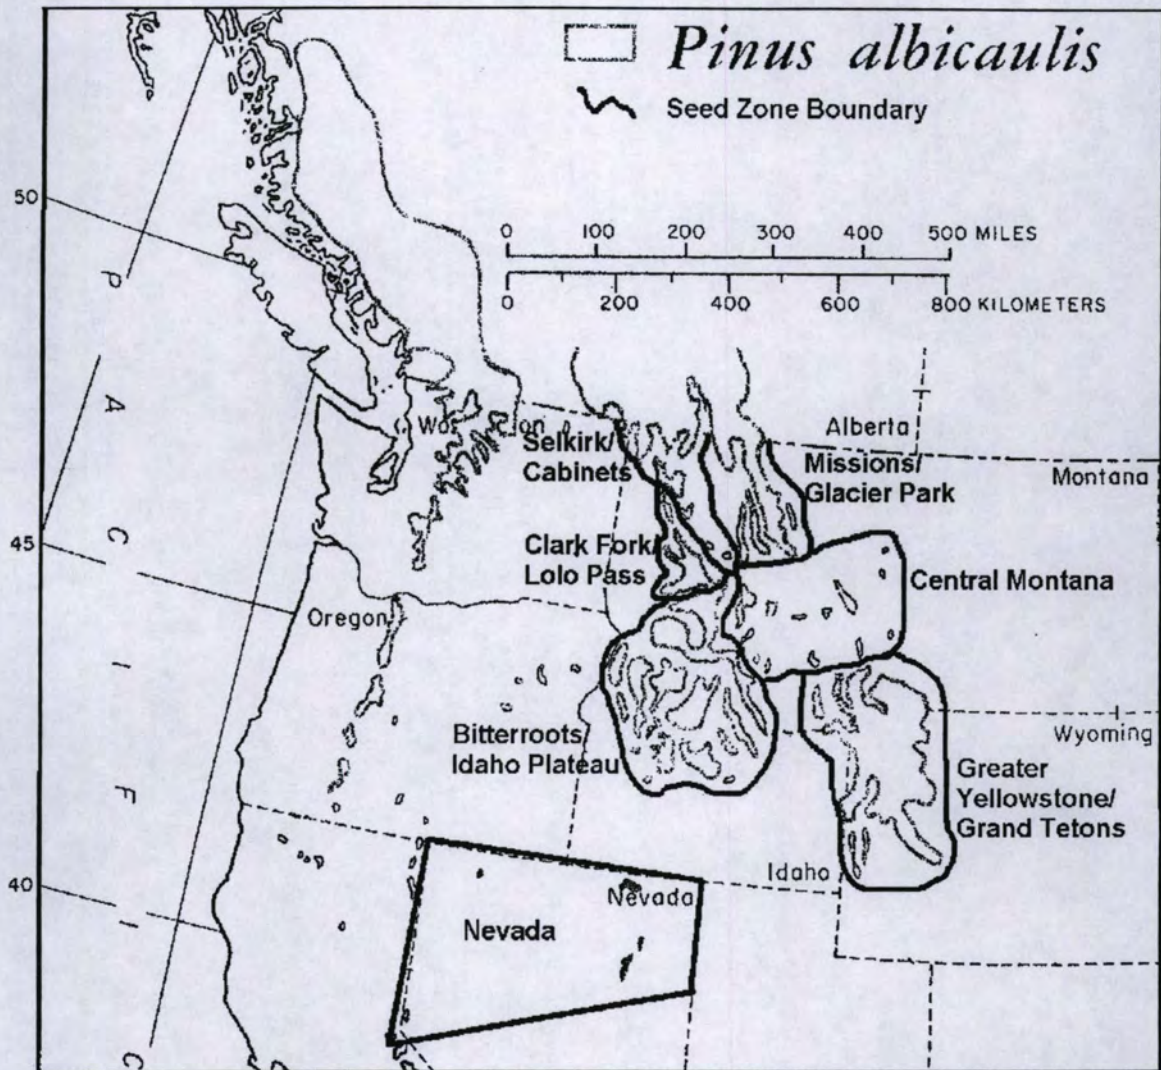 Pinus albicaulis
Seed Zone Boundary
50
0 100 200 300 400 500 MILES
0 200 400 600 800 KILOMETERS
P
A
C
I
F
I
C
Alberta
Selkirk/
Cabinets
Missions/
Glacier Park
Montana
45
Clark Fork/
Lolo Pass
Central Montana
Oregon
Bitterroots/
Idaho Plateau
Wyoming
Greater
Yellowstone/
Grand Tetons
Idaho
40
Nevada
Nevada